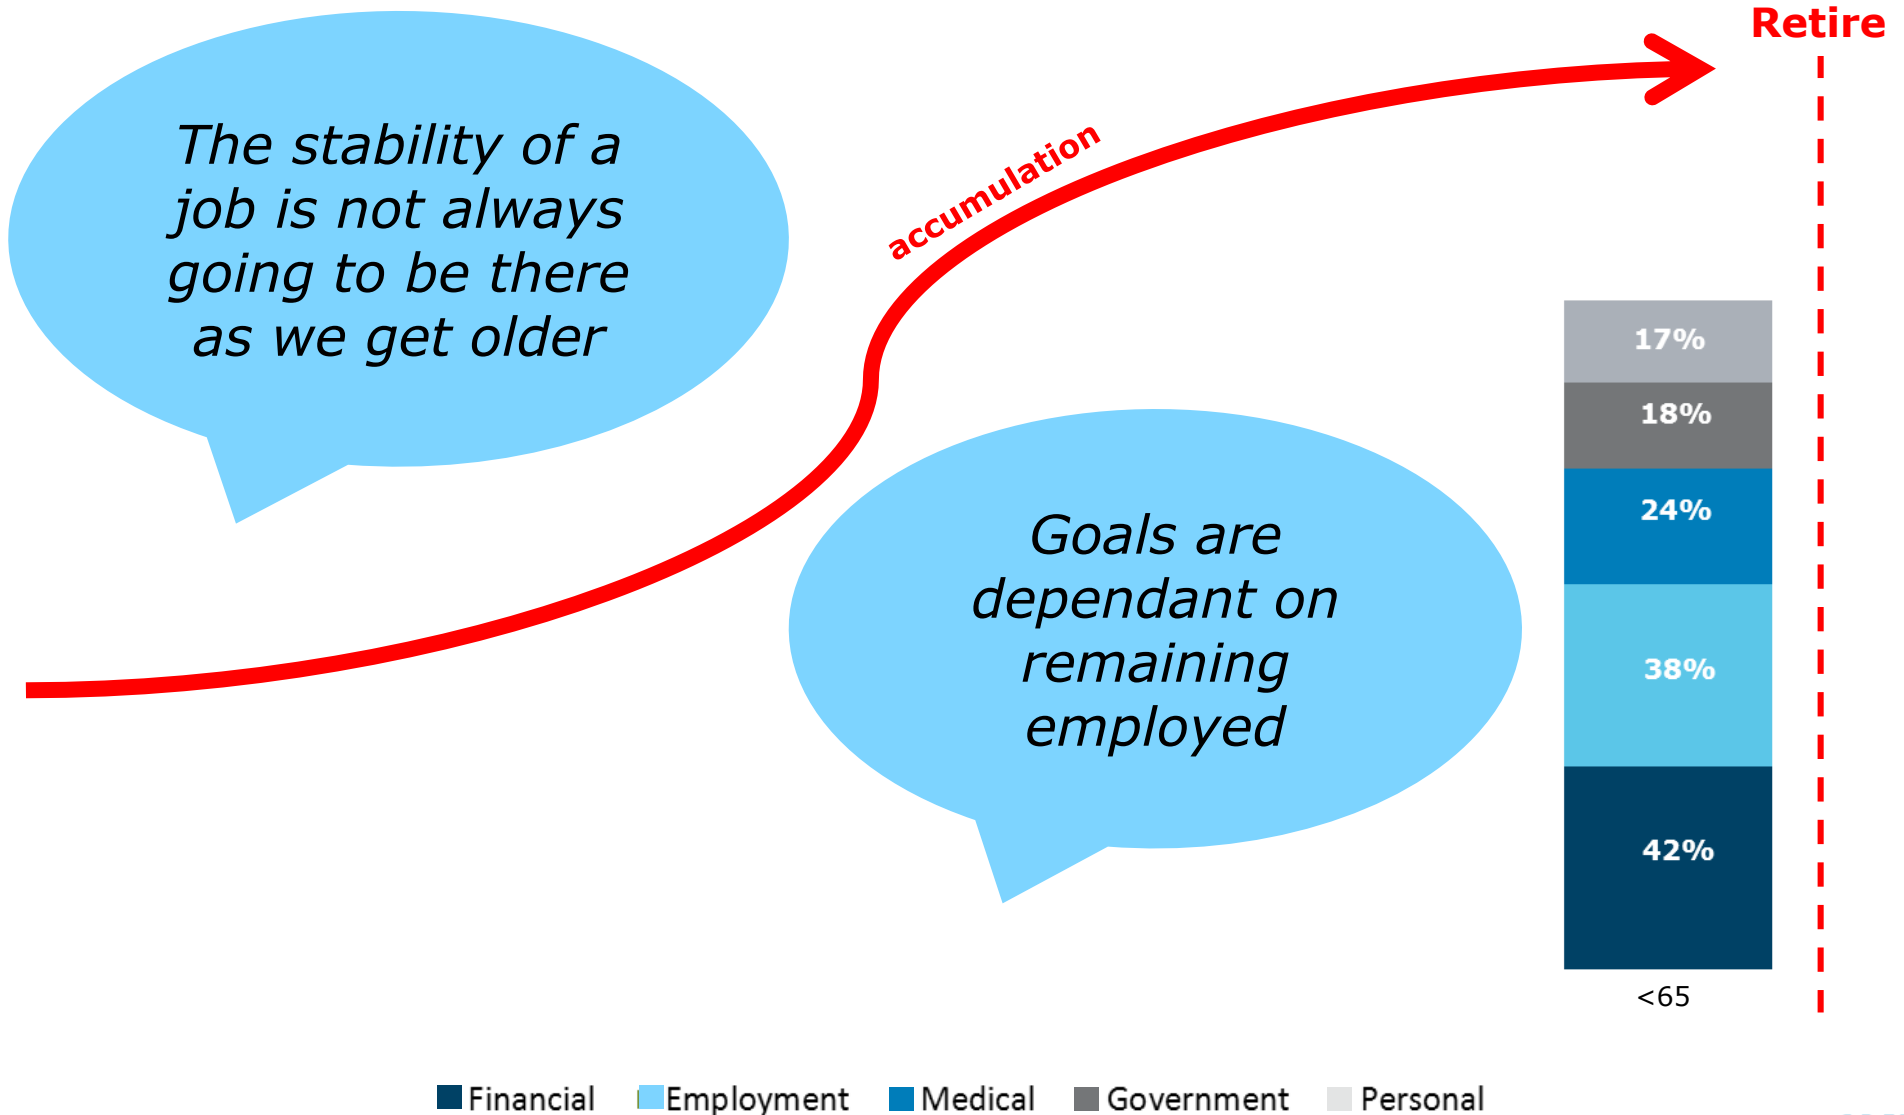 Retire
accumulation
The stability of a
job is not always
going to be there
as we get older
Goals are
dependant on
remaining
employed
17%
18%
24%
38%
42%
<65
Financial
Employment
Medical
Government
Personal